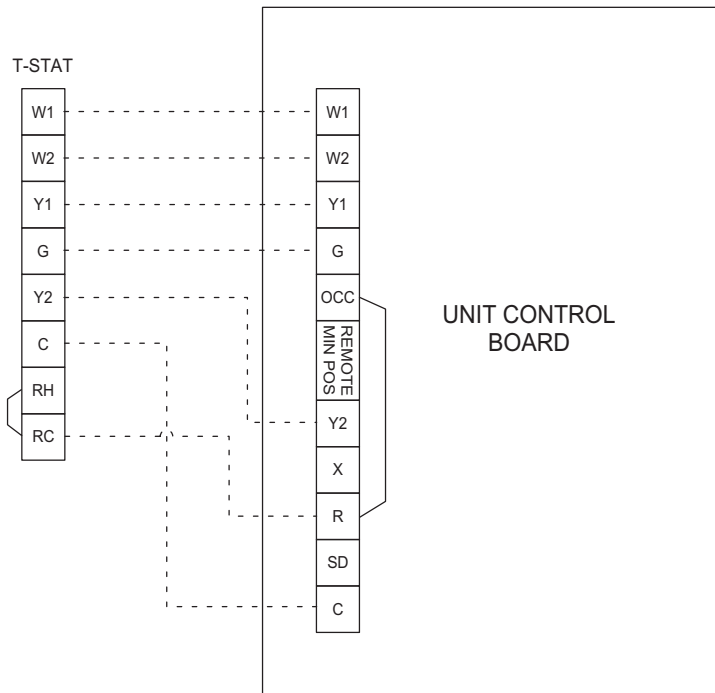 T-STAT
W1
W2
Y1
G
Y2
C
RH
RC
W1
W2
Y1
G
OCC
REMOTE
MIN POS
Y2
X
R
SD
C
UNIT CONTROL
BOARD